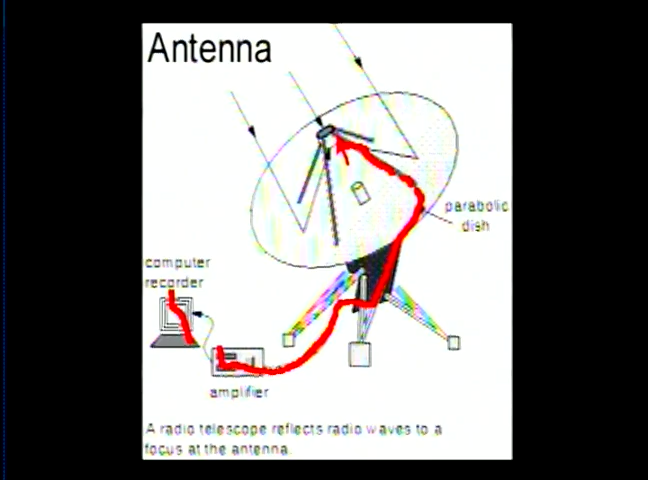 Antenna
parabolic
dish
computer
recorder
amplifier
A radio telescope reflects radio waves to a
focus at the antenna.